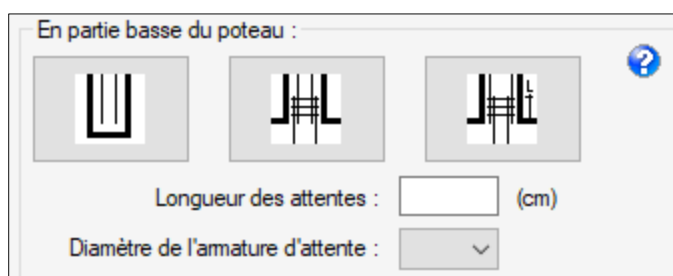 En partie basse du poteau :
L
Longueur des attentes : (cm)
Diamètre de l'armature d'attente :